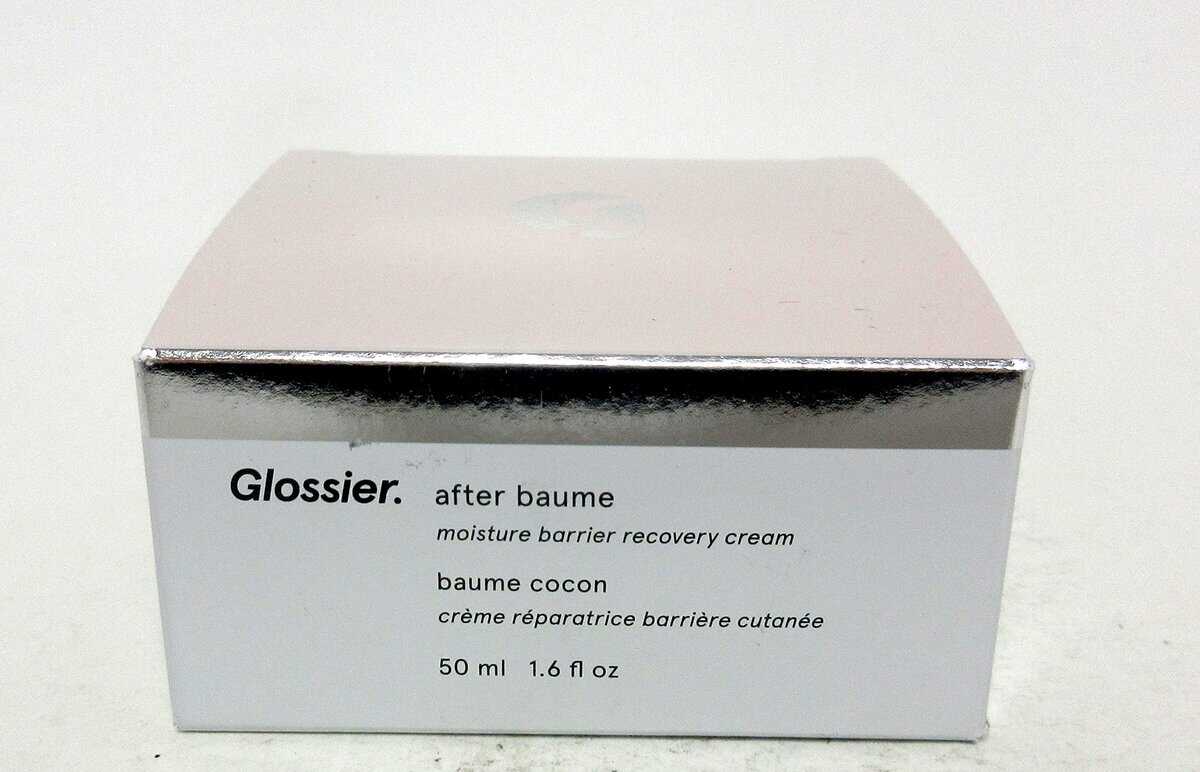 Glossier. after baume
moisture barrier recovery cream
baume cocon
crème réparatrice barrière cutanée
50 ml 1.6 fl oz